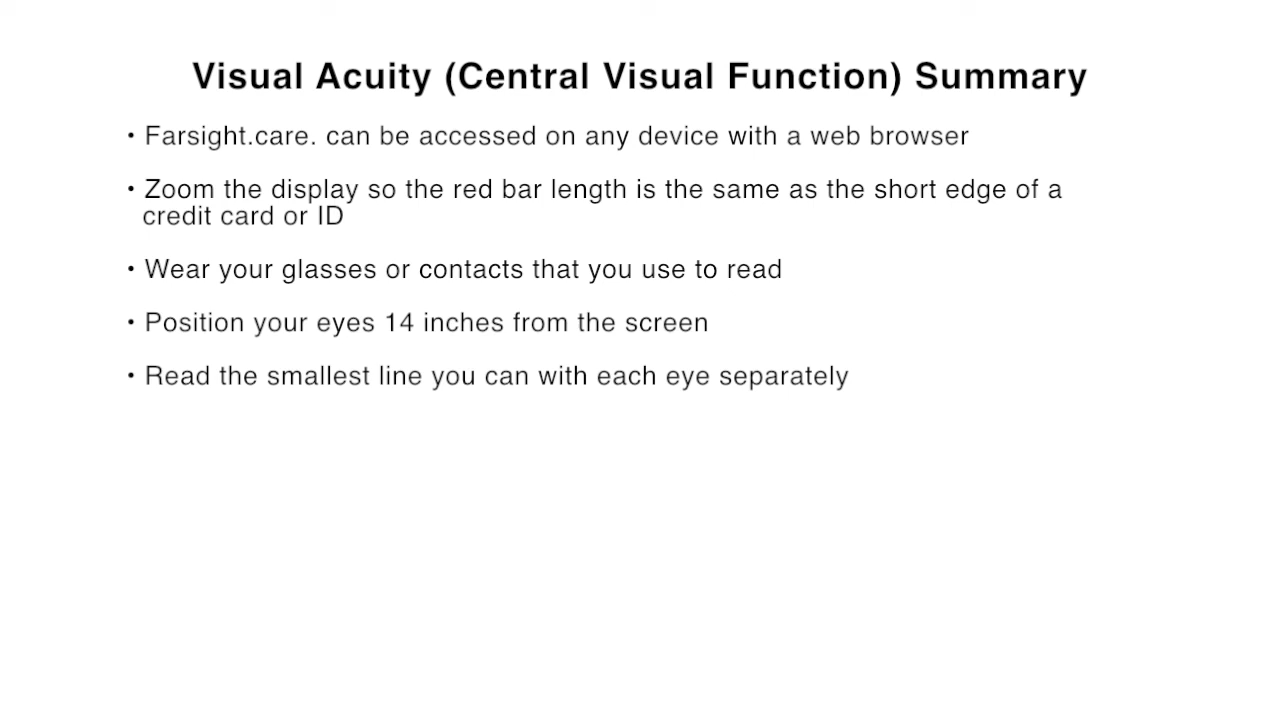 Visual Acuity (Central Visual Function) Summary
• Farsight.care. can be accessed on any device with a web browser
• Zoom the display so the red bar length is the same as the short edge of a
credit card or ID
• Wear your glasses or contacts that you use to read
• Position your eyes 14 inches from the screen
• Read the smallest line you can with each eye separately